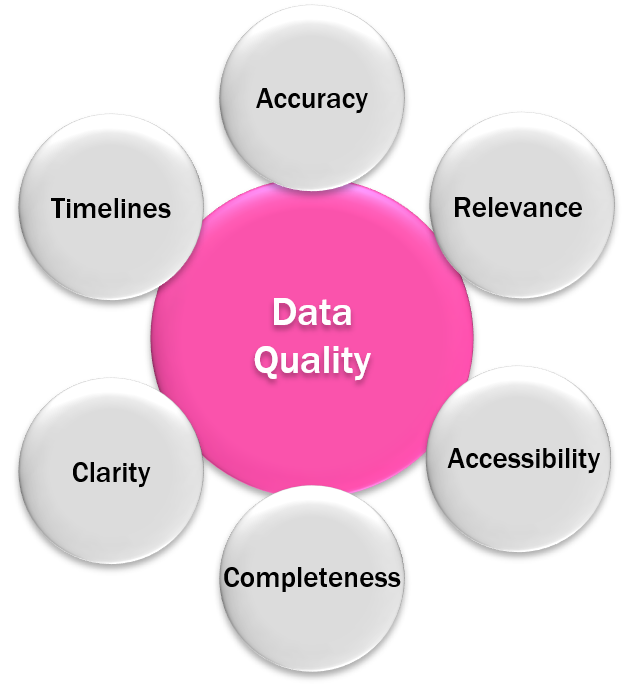 Accuracy
Timelines
Relevance
Data
Quality
Clarity
Accessibility
Completeness